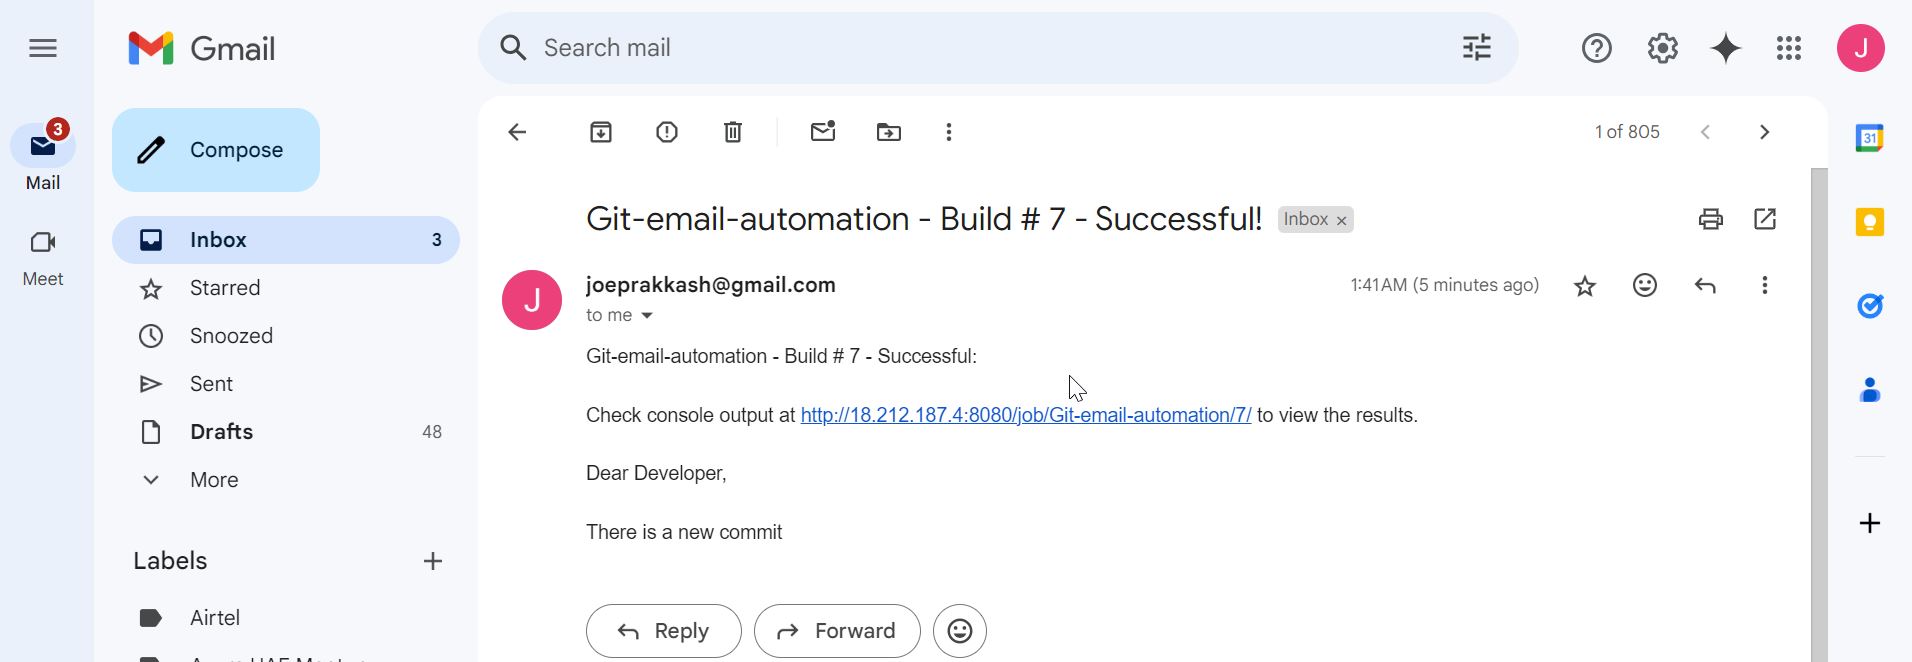 Gmail
Search mail
J
3
Mail
Meet
Compose
Inbox 3
Starred
Snoozed
Sent
Drafts 48
More
Labels
Airtel
1 of 805
31
Git-email-automation - Build # 7 - Successful! Inbox x
J
joeprakkash@gmail.com 1:41 AM (5 minutes ago)
to me
Git-email-automation - Build # 7 - Successful:
Check console output at http://18.212.187.4:8080/job/Git-email-automation/7/ to view the results.
Dear Developer,
There is a new commit
Reply Forward